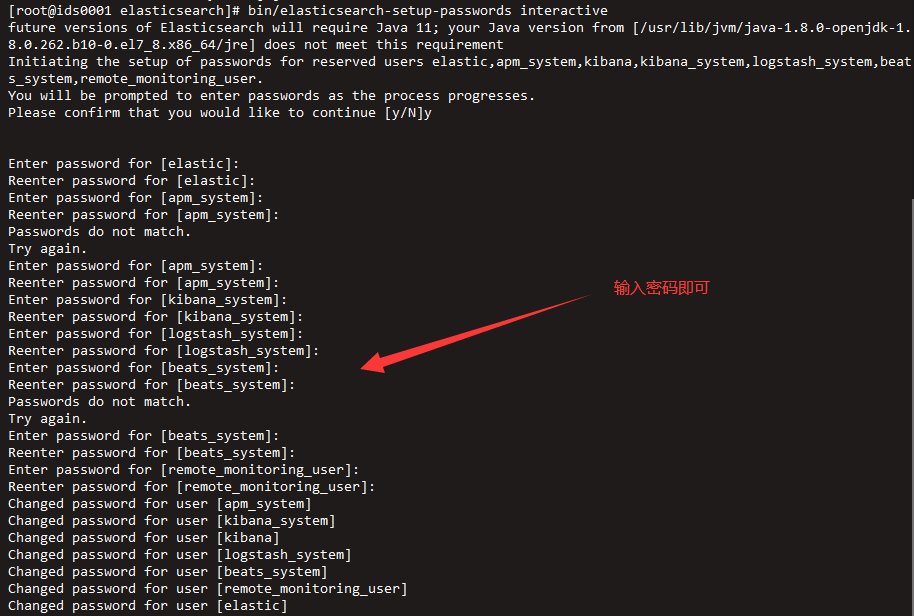 [root@ids0001 elasticsearch]# bin/elasticsearch-setup-passwords interactive
future versions of Elasticsearch will require Java 11; your Java version from [/usr/lib/jvm/java-1.8.0-openjdk-1.
8.0.262.b10-0.el7_8.x86_64/jre] does not meet this requirement
Initiating the setup of passwords for reserved users elastic,apm_system,kibana,kibana_system,logstash_system,beat
s_system,remote_monitoring_user.
You will be prompted to enter passwords as the process progresses.
Please confirm that you would like to continue [y/N]y
Enter password for [elastic]:
Reenter password for [elastic]:
Enter password for [apm_system]:
Reenter password for [apm_system]:
Passwords do not match.
Try again.
Enter password for [apm_system]:
Reenter password for [apm_system]:
Enter password for [kibana_system]:
Reenter password for [kibana_system]:
Enter password for [logstash_system]:
Reenter password for [logstash_system]:
Enter password for [beats_system]:
Reenter password for [beats_system]:
Passwords do not match.
Try again.
Enter password for [beats_system]:
Reenter password for [beats_system]:
Enter password for [remote_monitoring_user]:
Reenter password for [remote_monitoring_user]:
Changed password for user [apm_system]
Changed password for user [kibana_system]
Changed password for user [kibana]
Changed password for user [logstash_system]
Changed password for user [beats_system]
Changed password for user [remote_monitoring_user]
Changed password for user [elastic]
输入密码即可